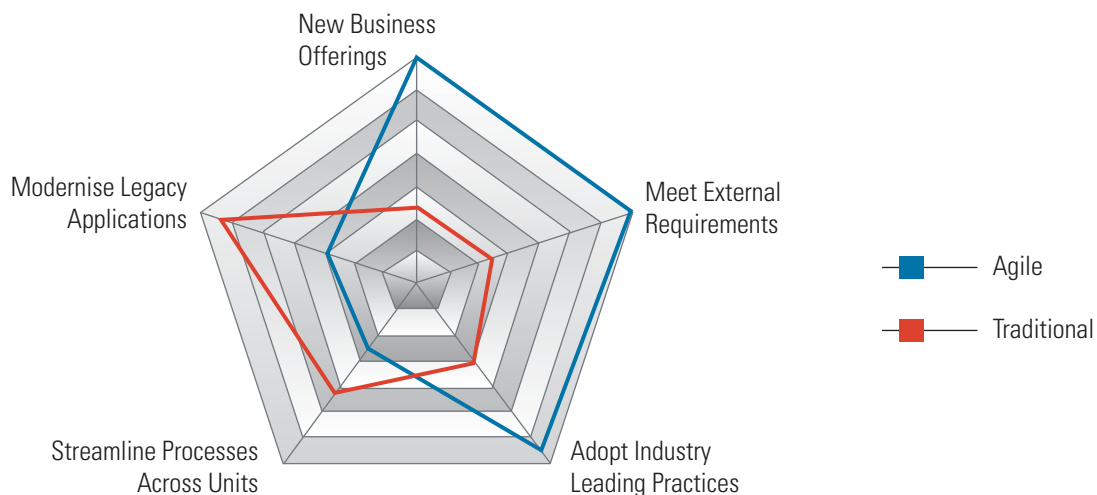 New Business
Offerings
Modernise Legacy
Applications
Meet External
Requirements
Agile
Traditional
Streamline Processes
Across Units
Adopt Industry
Leading Practices